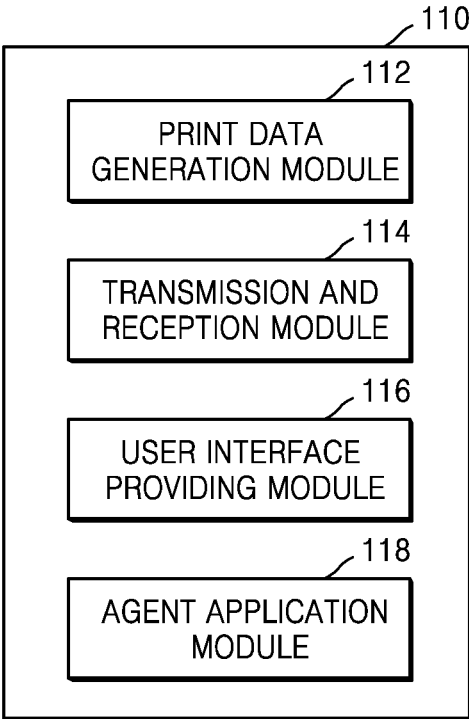 110
112
PRINT DATA
GENERATION MODULE
114
TRANSMISSION AND
RECEPTION MODULE
116
USER INTERFACE
PROVIDING MODULE
118
AGENT APPLICATION
MODULE